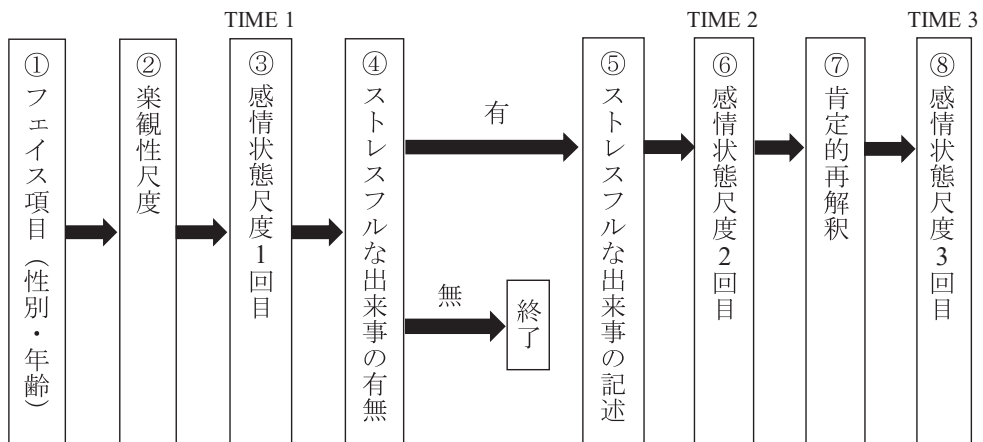 TIME 1
TIME 2
TIME 3
①フェイス項目（性別・年齢）
②楽観性尺度
③感情状態尺度1回目
④ストレスフルな出来事の有無
有
無
終了
⑤ストレスフルな出来事の記述
⑥感情状態尺度2回目
⑦肯定的再解釈
⑧感情状態尺度3回目